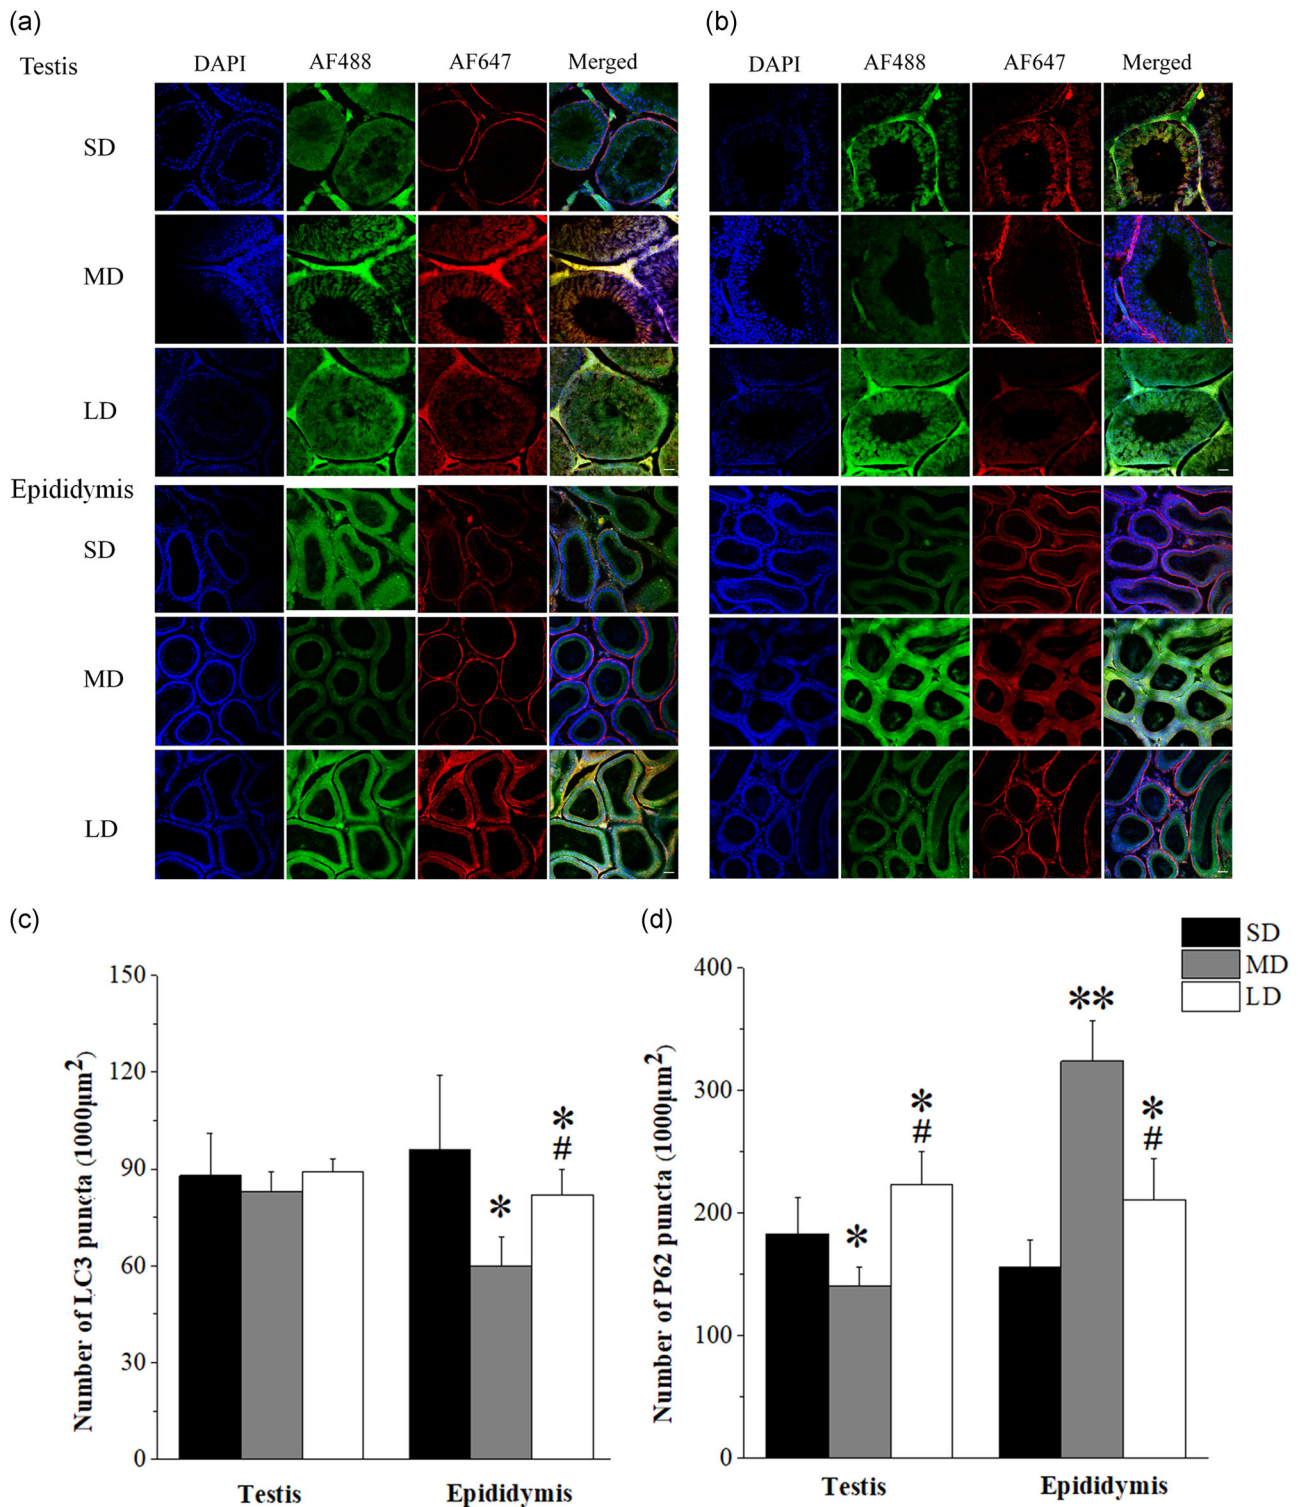 (a)
(b)
Testis
DAPI AF488 AF647 Merged
DAPI AF488 AF647 Merged
SD
MD
LD
Epididymis
SD
MD
LD
(c)
(d)
SD
MD
LD
150
120
90
60
30
0
Number of LC3 puncta (1000μm²)
*
*
#
Testis
Epididymis
400
300
200
100
0
Number of P62 puncta (1000μm²)
*
*
#
**
*
#
Testis
Epididymis